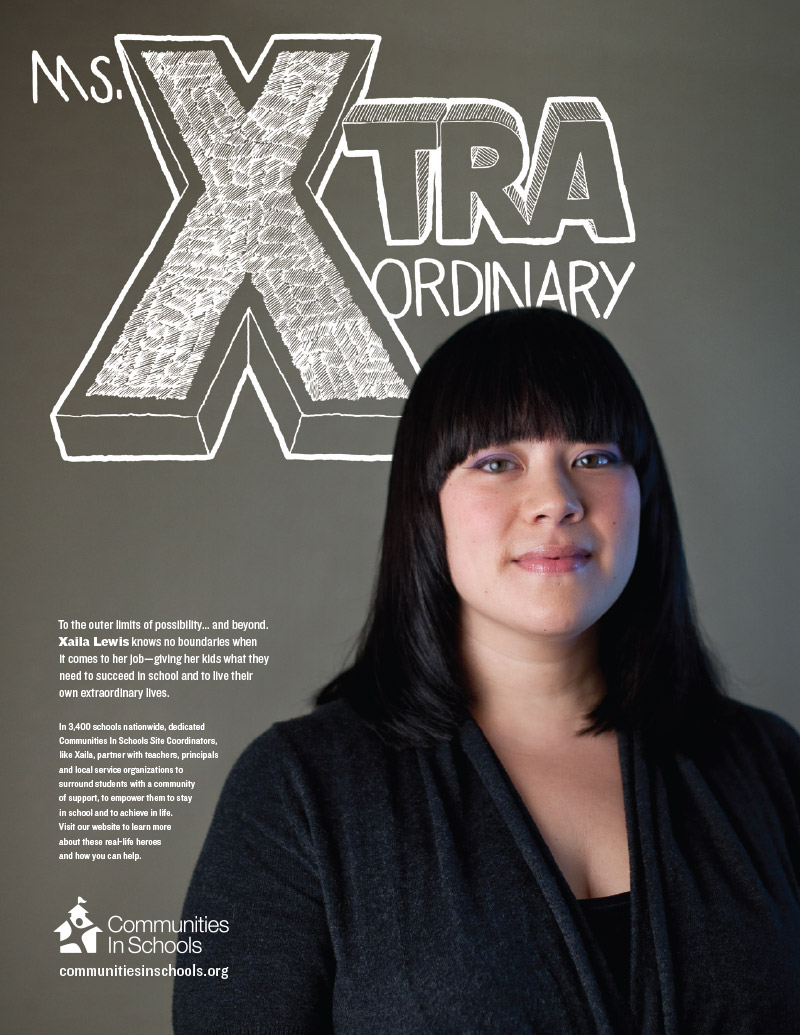 Ms. XTRA
ORDINARY
To the outer limits of possibility... and beyond.
Xaila Lewis knows no boundaries when
it comes to her job—giving her kids what they
need to succeed in school and to live their
own extraordinary lives.
In 3,400 schools nationwide, dedicated
Communities In Schools Site Coordinators,
like Xaila, partner with teachers, principals
and local service organizations to
surround students with a community
of support, to empower them to stay
in school and to achieve in life.
Visit our website to learn more
about these real-life heroes
and how you can help.
Communities
In Schools
communitiesinschools.org